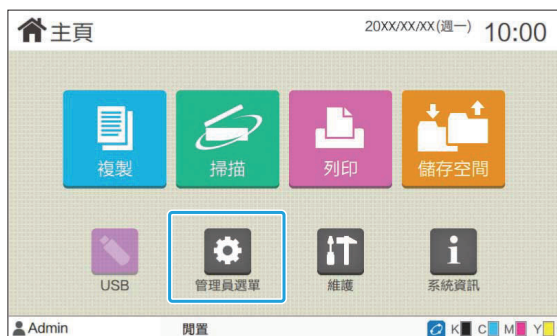 主頁 20XX/XX/XX(週一) 10:00
複製 掃描 列印 儲存空間
USB 管理員選單 維護 系統資訊
Admin 閒置 K C M Y